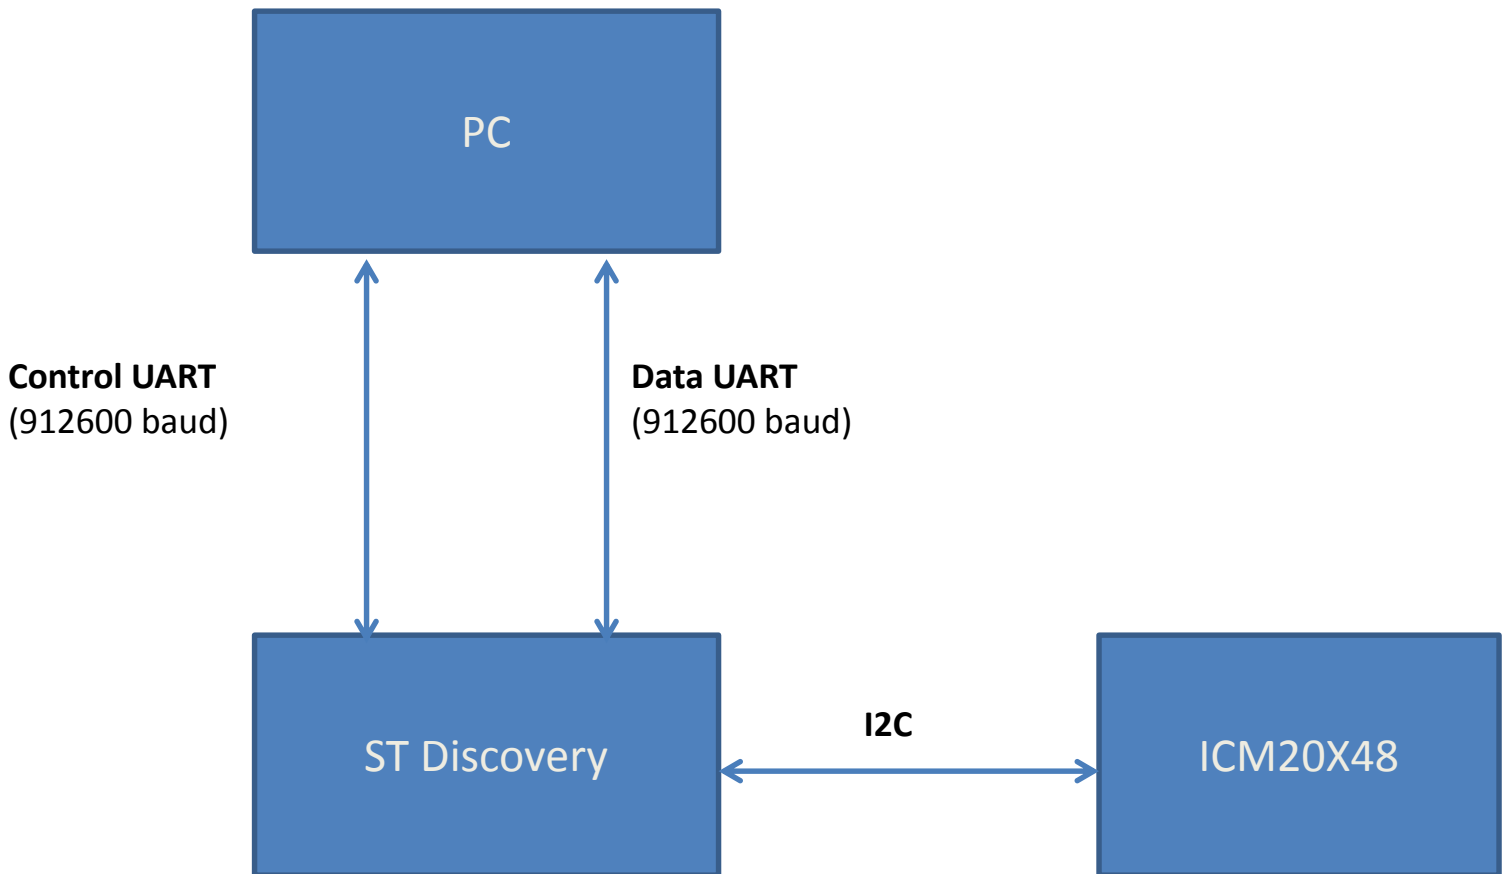 PC
Control UART
(912600 baud)
Data UART
(912600 baud)
I2C
ST Discovery
ICM20X48